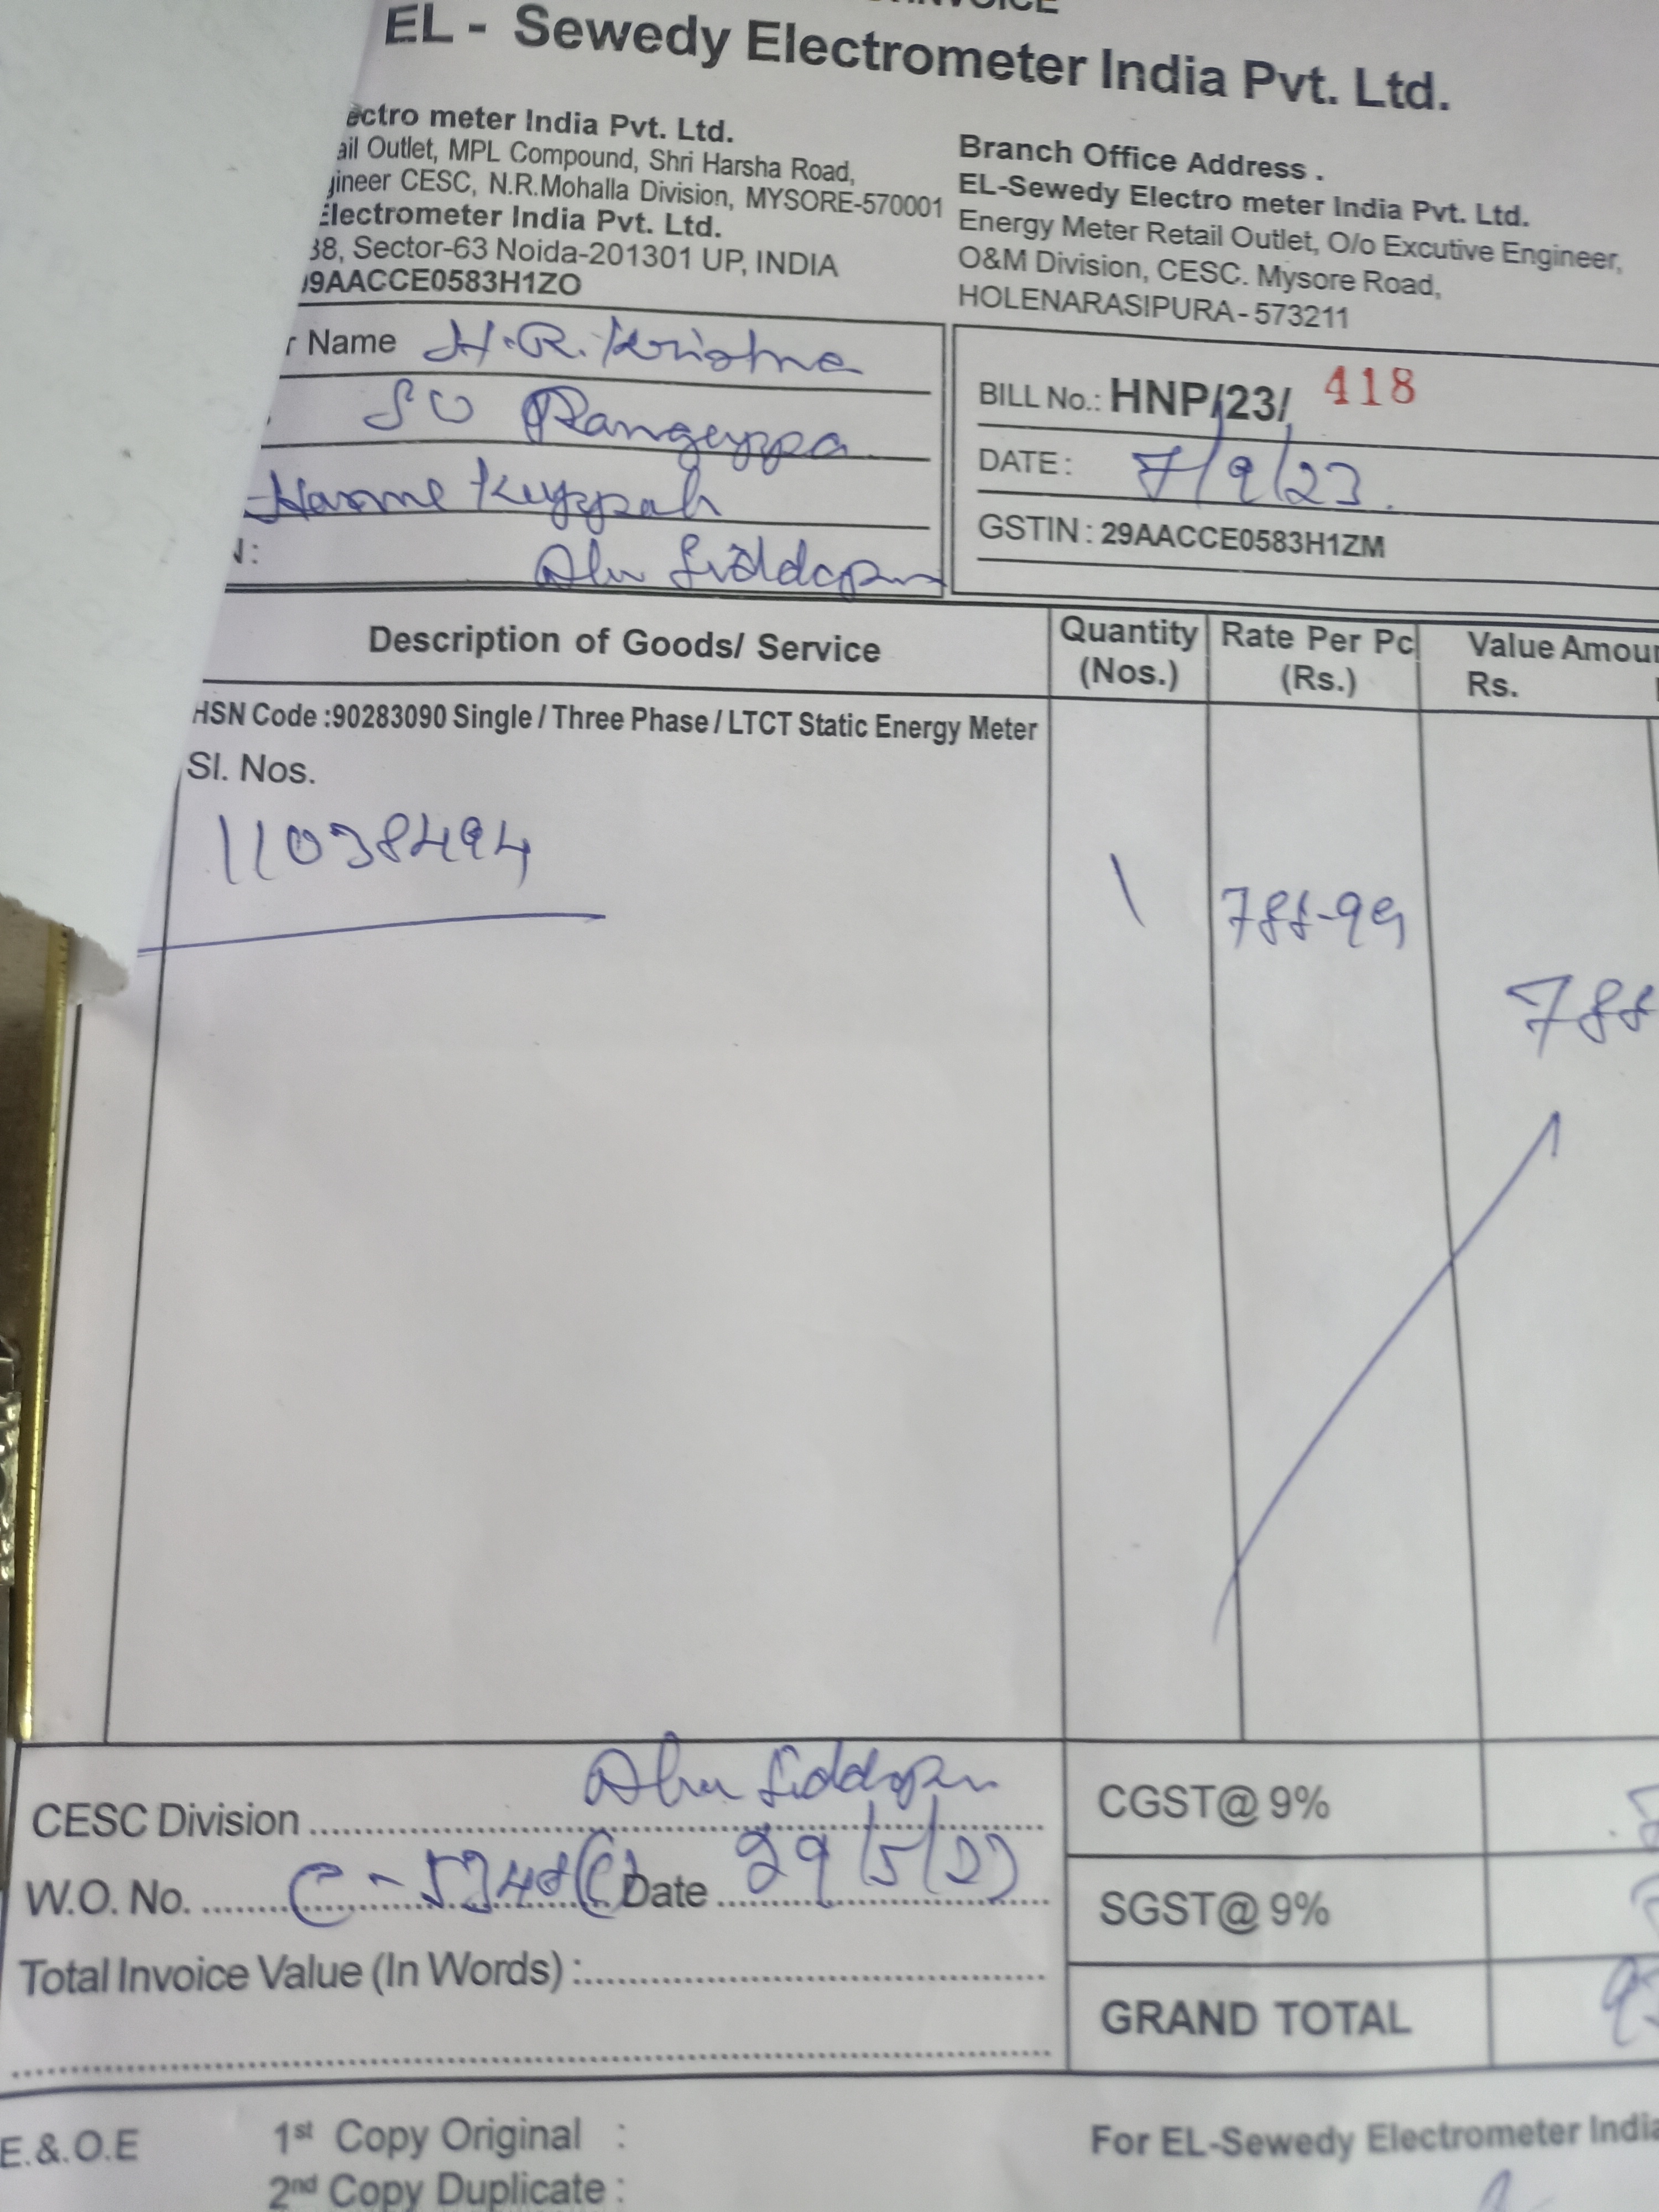 INVOICE
EL - Sewedy Electrometer India Pvt. Ltd.
ectro meter India Pvt. Ltd.
ail Outlet, MPL Compound, Shri Harsha Road,
gineer CESC, N.R.Mohalla Division, MYSORE-570001
Electrometer India Pvt. Ltd.
38, Sector-63 Noida-201301 UP, INDIA
09AACCE0583H1ZO
Branch Office Address .
EL-Sewedy Electro meter India Pvt. Ltd.
Energy Meter Retail Outlet, O/o Excutive Engineer,
O&M Division, CESC. Mysore Road,
HOLENARASIPURA - 573211
r Name H.R. Krishna
SO Rangappa
N:
BILL No.: HNP/23/ 418
DATE : 7/9/23
GSTIN : 29AACCE0583H1ZM
Description of Goods/ Service
Quantity (Nos.)
Rate Per Pc (Rs.)
Value Amou
Rs.
HSN Code :90283090 Single / Three Phase / LTCT Static Energy Meter
Sl. Nos.
11038494
1
788-99
788
CESC Division
W.O. No. Date
Total Invoice Value (In Words) :
CGST@ 9%
SGST@ 9%
GRAND TOTAL
E.&.O.E
1st Copy Original :
2nd Copy Duplicate :
For EL-Sewedy Electrometer India